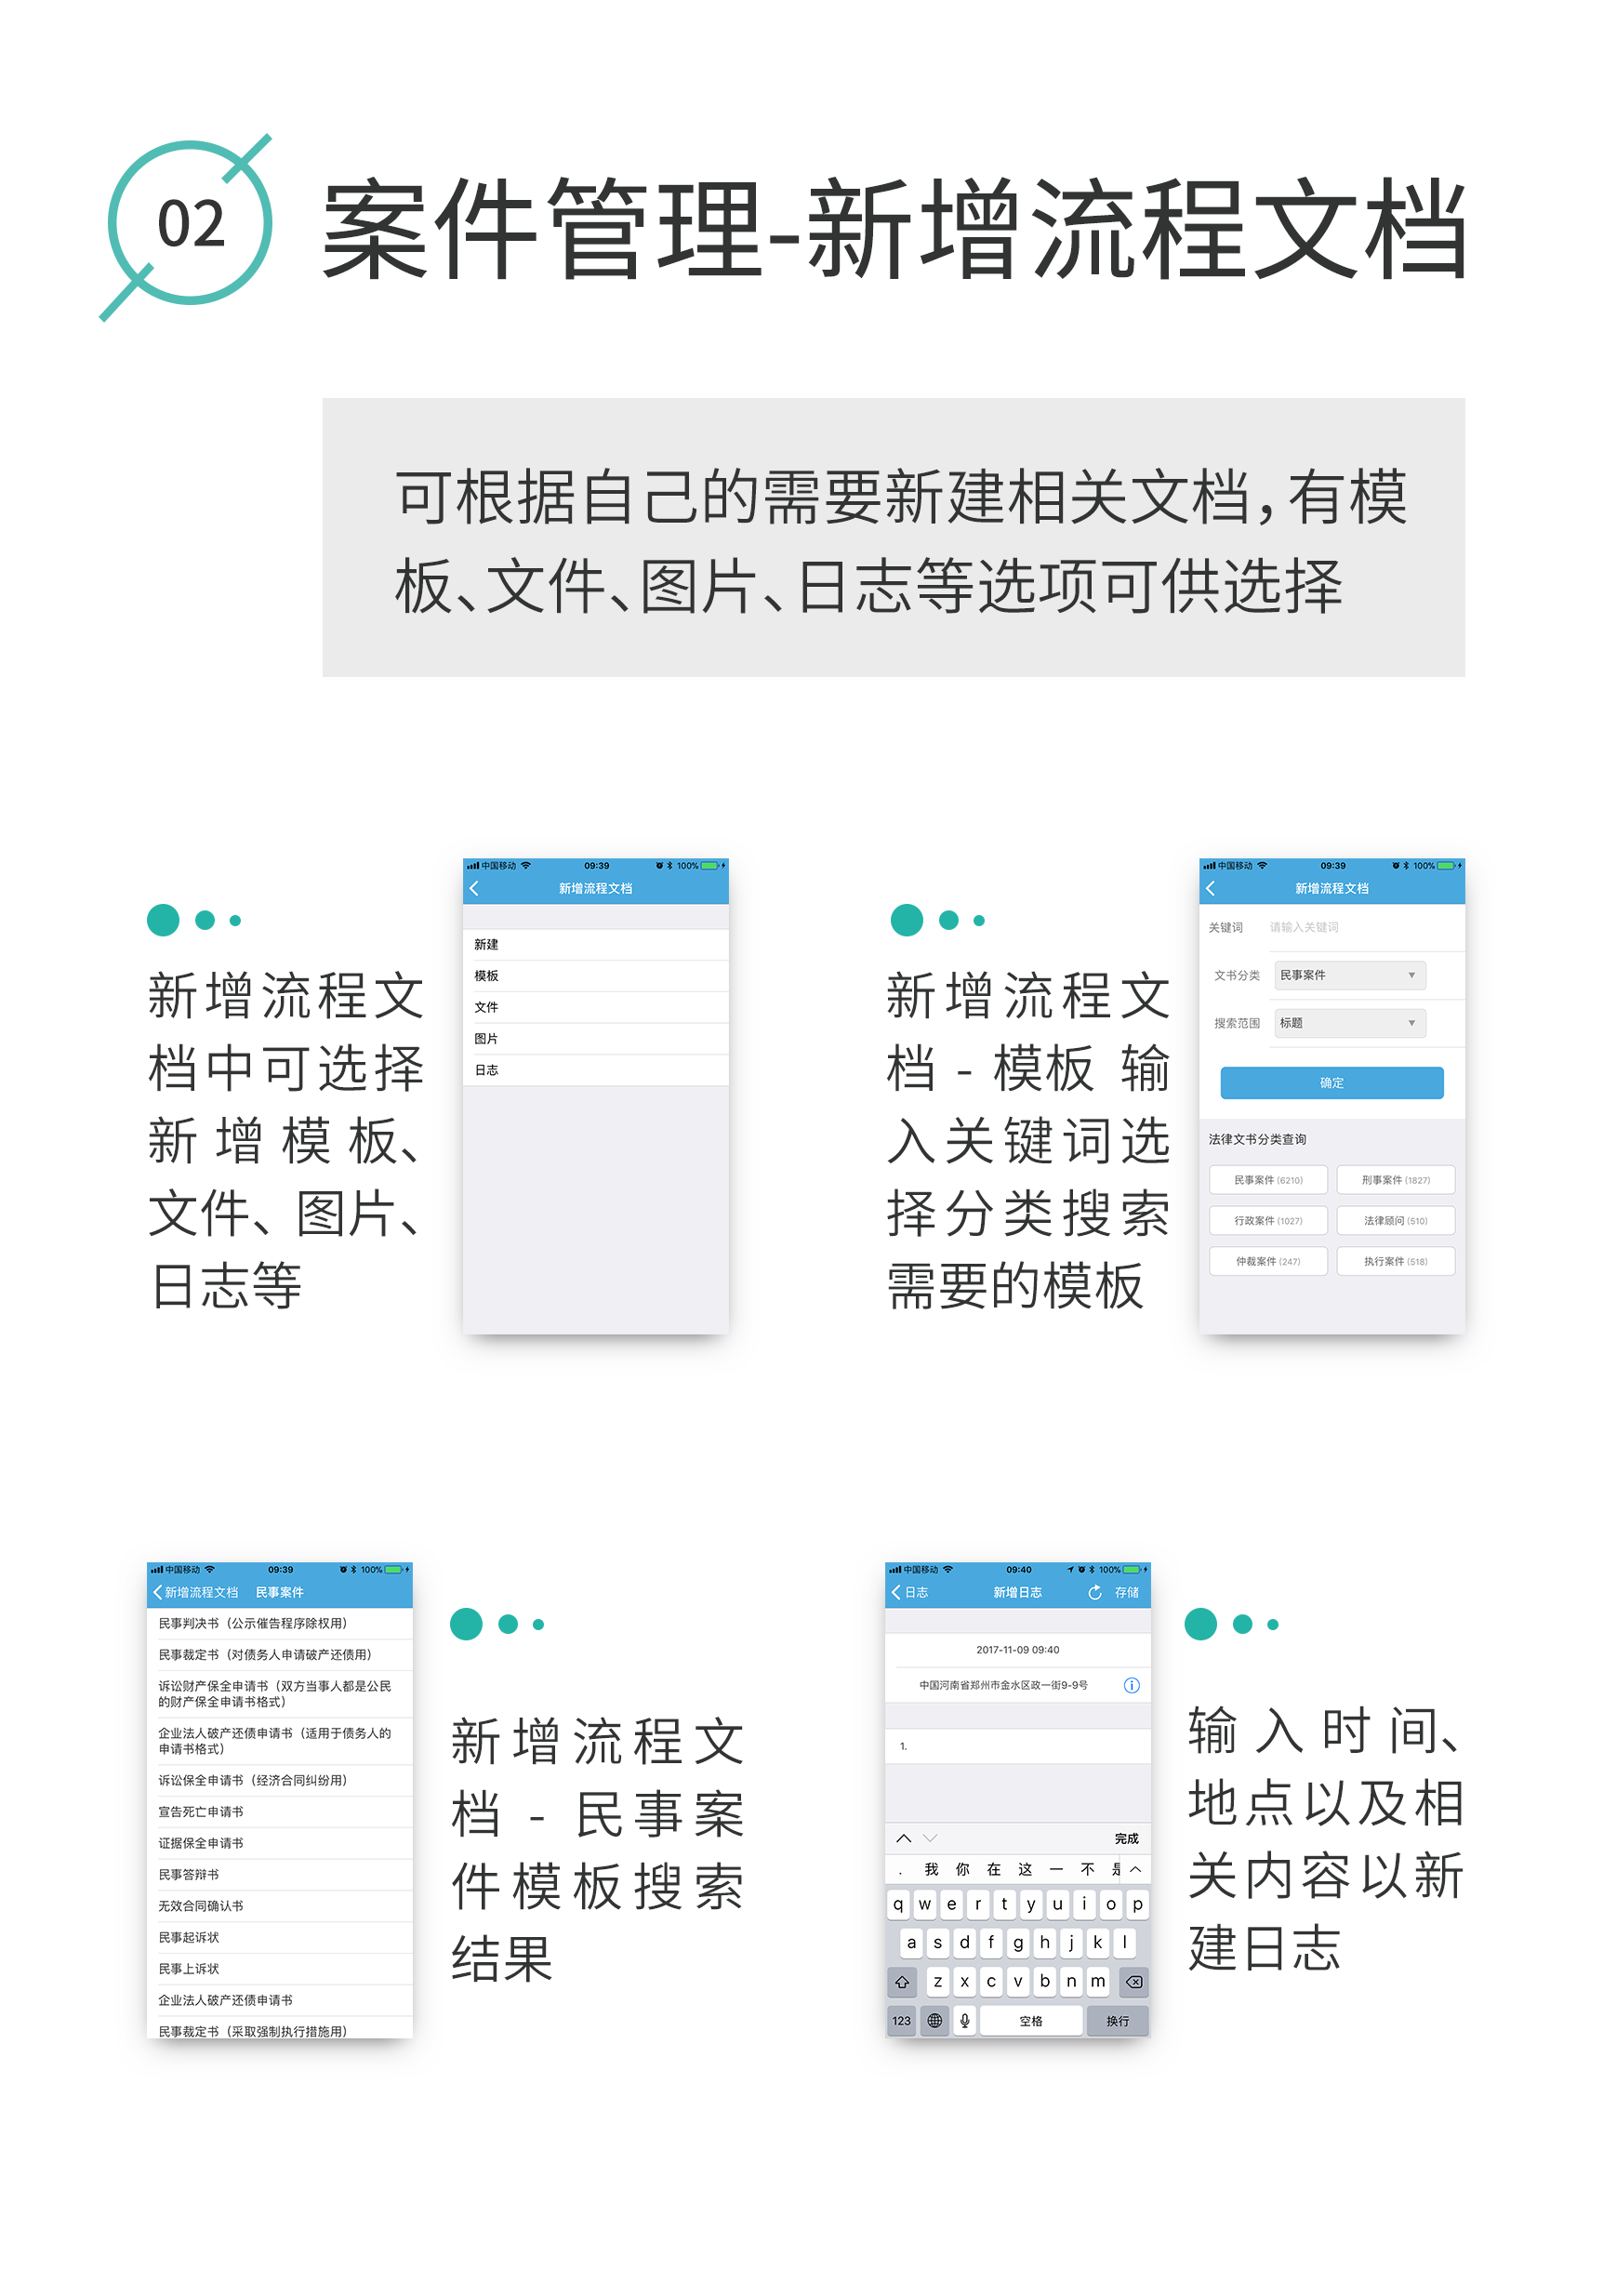 02
案件管理-新增流程文档
可根据自己的需要新建相关文档，有模
板、文件、图片、日志等选项可供选择
新增流程文
档中可选择
新增模板、
文件、图片、
日志等
中国移动 09:39 100%
新增流程文档
新建
模板
文件
图片
日志
新增流程文
档-模板 输
入关键词选
择分类搜索
需要的模板
中国移动 09:39 100%
新增流程文档
关键词 请输入关键词
文书分类 民事案件
搜索范围 标题
确定
法律文书分类查询
民事案件 (6210) 刑事案件 (1827)
行政案件 (1027) 法律顾问 (510)
仲裁案件 (247) 执行案件 (518)
中国移动 09:39 100%
新增流程文档 民事案件
民事判决书（公示催告程序除权用）
民事裁定书（对债务人申请破产还债用）
诉讼财产保全申请书（双方当事人都是公民
的财产保全申请书格式）
企业法人破产还债申请书（适用于债务人的
申请书格式）
诉讼保全申请书（经济合同纠纷用）
宣告死亡申请书
证据保全申请书
民事答辩书
无效合同确认书
民事起诉状
民事上诉状
企业法人破产还债申请书
民事裁定书（采取强制执行措施用）
新增流程文
档-民事案
件模板搜索
结果
中国移动 09:40 100%
日志 新增日志 存储
2017-11-09 09:40
中国河南省郑州市金水区政一街9-9号
1.
完成
. 我 你 在 这 一 不 是
q w e r t y u i o p
a s d f g h j k l
z x c v b n m
123 空格 换行
输入时间、
地点以及相
关内容以新
建日志